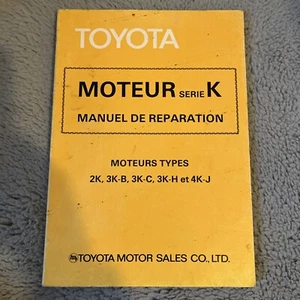 TOYOTA
MOTEUR SERIE K
MANUEL DE REPARATION
MOTEURS TYPES
2K, 3K-B, 3K-C, 3K-H et 4K-J
TOYOTA MOTOR SALES CO., LTD.